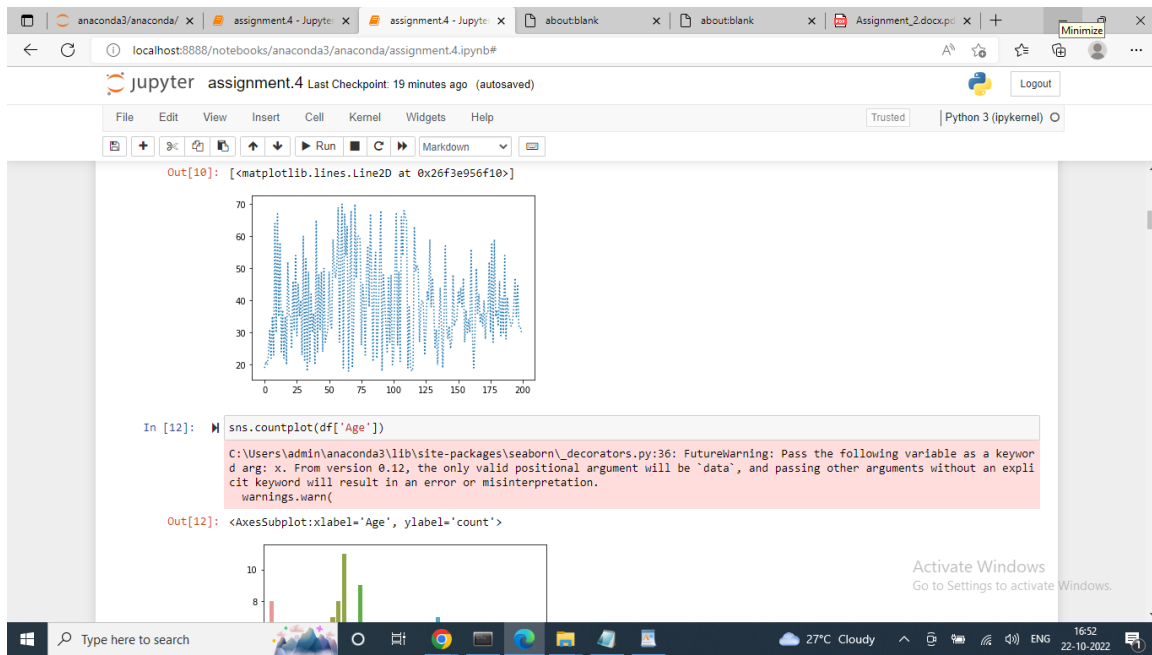 anaconda3/anaconda/
assignment.4 - Jupyte
assignment.4 - Jupyte
about:blank
about:blank
Assignment_2.docx.pd
Minimize
localhost:8888/notebooks/anaconda3/anaconda/assignment.4.ipynb#
jupyter assignment.4 Last Checkpoint: 19 minutes ago (autosaved)
Logout
File Edit View Insert Cell Kernel Widgets Help
Trusted
Python 3 (ipykernel)
Run
Markdown
Out[10]: [<matplotlib.lines.Line2D at 0x26f3e956f10>]
70
60
50
40
30
20
0 25 50 75 100 125 150 175 200
In [12]: sns.countplot(df['Age'])
C:\Users\admin\anaconda3\lib\site-packages\seaborn\_decorators.py:36: FutureWarning: Pass the following variable as a keywor
d arg: x. From version 0.12, the only valid positional argument will be `data`, and passing other arguments without an expli
cit keyword will result in an error or misinterpretation.
warnings.warn(
Out[12]: <AxesSubplot:xlabel='Age', ylabel='count'>
10
8
Activate Windows
Go to Settings to activate Windows.
Type here to search
27°C Cloudy
ENG
16:52
22-10-2022
1